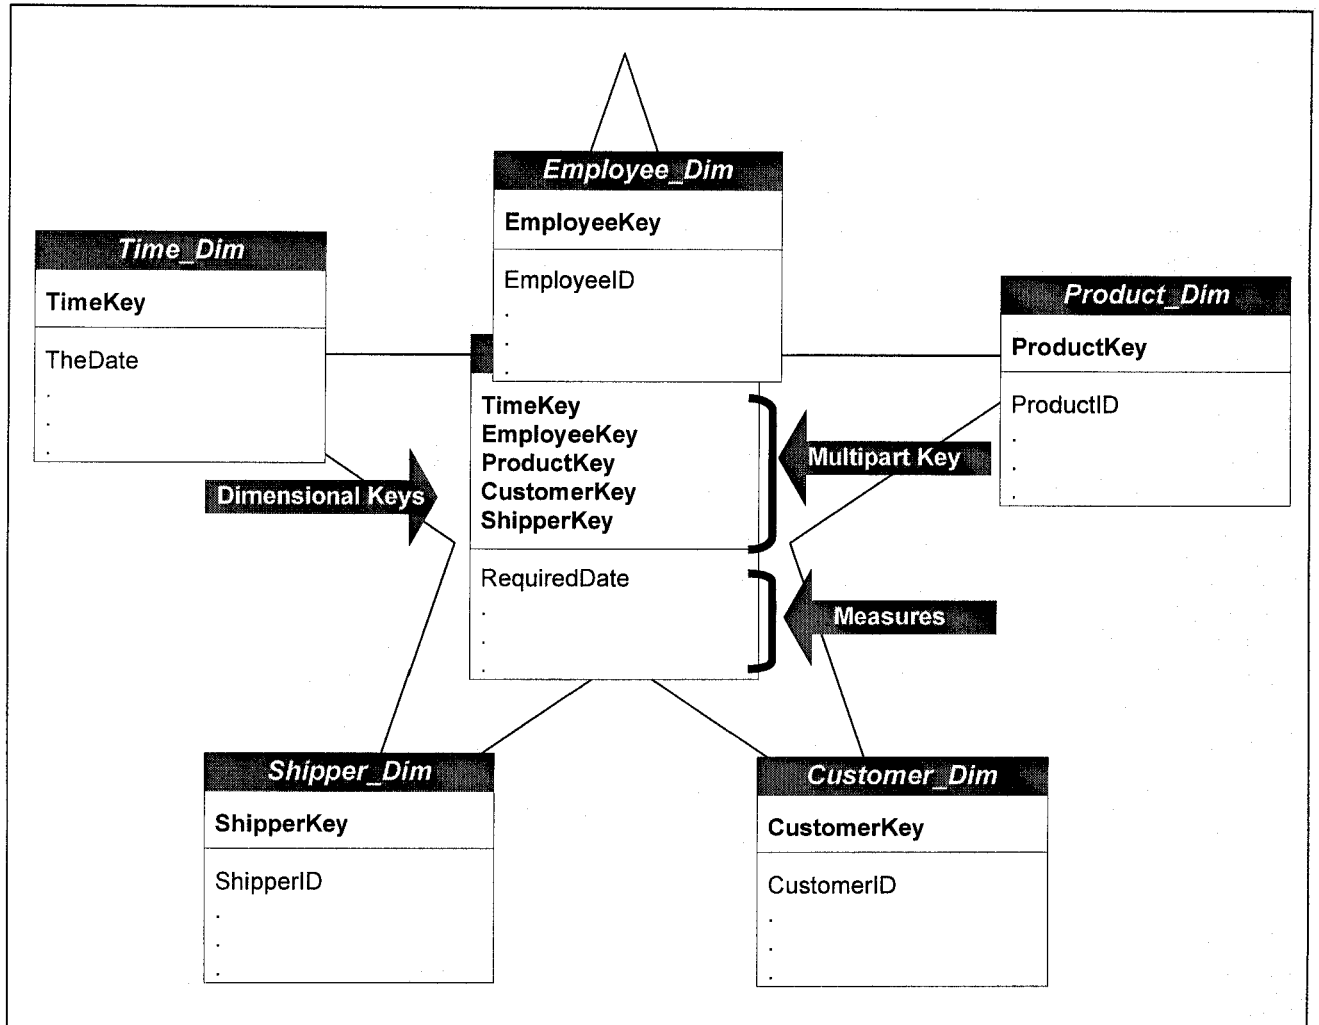 Employee_Dim
EmployeeKey
EmployeeID
.
.
.
Time_Dim
TimeKey
TheDate
.
.
.
Product_Dim
ProductKey
ProductID
.
.
.
TimeKey
EmployeeKey
ProductKey
CustomerKey
ShipperKey
RequiredDate
.
.
.
Dimensional Keys
Multipart Key
Measures
Shipper_Dim
ShipperKey
ShipperID
.
.
.
Customer_Dim
CustomerKey
CustomerID
.
.
.